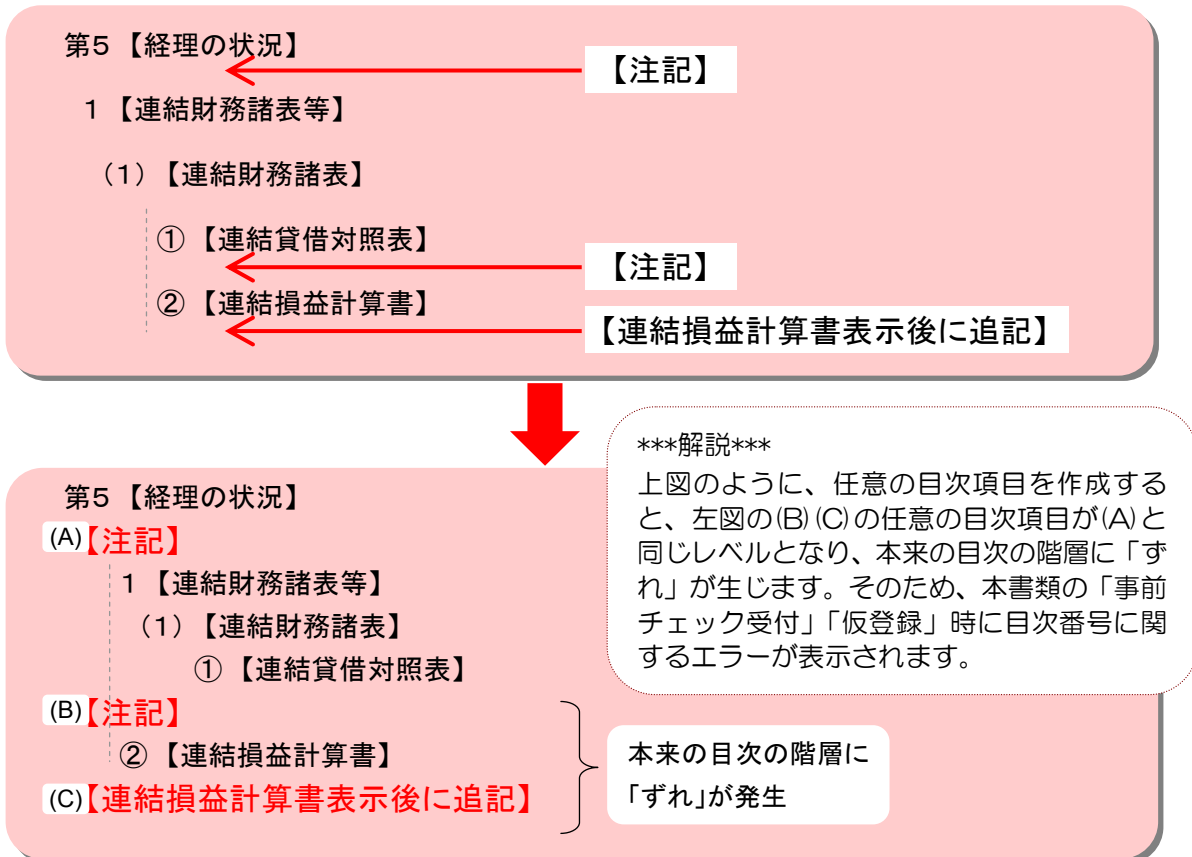 第5【経理の状況】
【注記】
1【連結財務諸表等】
(1)【連結財務諸表】
①【連結貸借対照表】
【注記】
②【連結損益計算書】
【連結損益計算書表示後に追記】
***解説***
上図のように、任意の目次項目を作成する
と、左図の(B)(C)の任意の目次項目が(A)と
同じレベルとなり、本来の目次の階層に「ず
れ」が生じます。そのため、本書類の「事前
チェック受付」「仮登録」時に目次番号に関
するエラーが表示されます。
第5【経理の状況】
(A)【注記】
1【連結財務諸表等】
(1)【連結財務諸表】
①【連結貸借対照表】
(B)【注記】
②【連結損益計算書】
(C)【連結損益計算書表示後に追記】
本来の目次の階層に
「ずれ」が発生